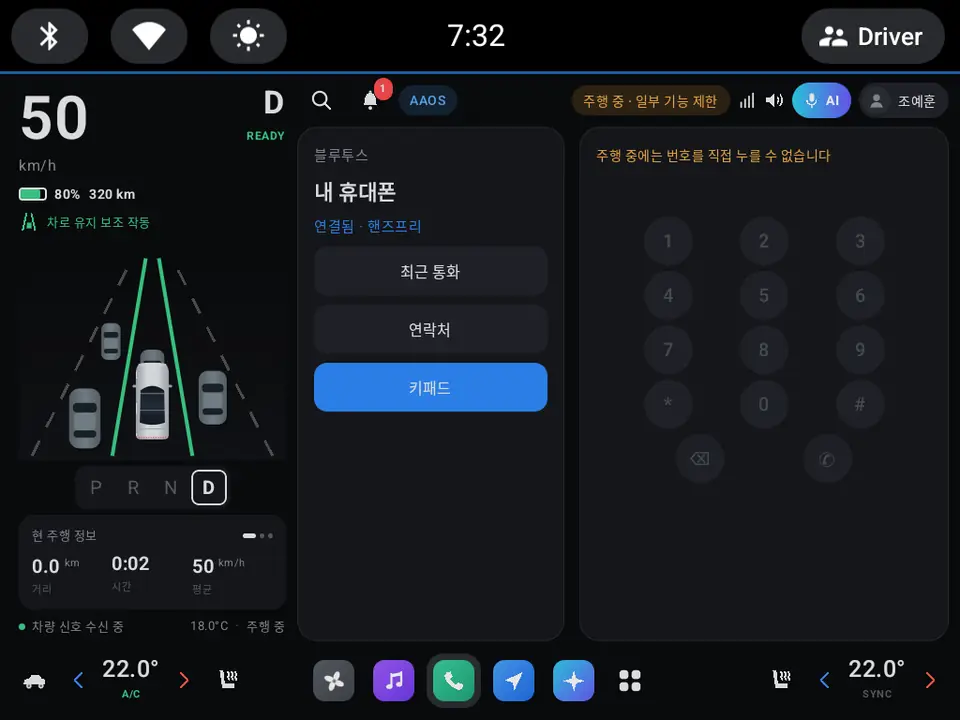 7:32
Driver
50
D
READY
km/h
80% 320 km
차로 유지 보조 작동
P R N D
현 주행 정보
0.0 km
거리
0:02
시간
50 km/h
평균
차량 신호 수신 중
18.0°C · 주행 중
1
AAOS
주행 중 · 일부 기능 제한
AI
조예훈
블루투스
내 휴대폰
연결됨 · 핸즈프리
최근 통화
연락처
키패드
주행 중에는 번호를 직접 누를 수 없습니다
1 2 3
4 5 6
7 8 9
* 0 #
22.0°
A/C
22.0°
SYNC